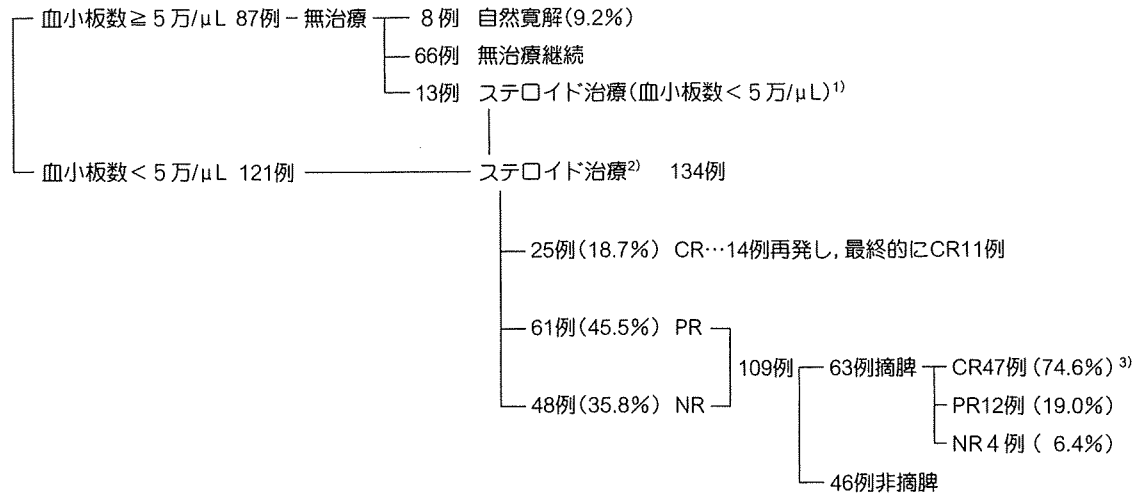 血小板数≧5万/μL 87例－無治療 8例 自然寛解(9.2%)
66例 無治療継続
13例 ステロイド治療(血小板数<5万/μL)1)
血小板数<5万/μL 121例 ステロイド治療2) 134例
25例(18.7%) CR…14例再発し,最終的にCR11例
61例(45.5%) PR
109例 63例摘脾 CR47例(74.6%)3)
48例(35.8%) NR PR12例(19.0%)
NR4例( 6.4%)
46例非摘脾